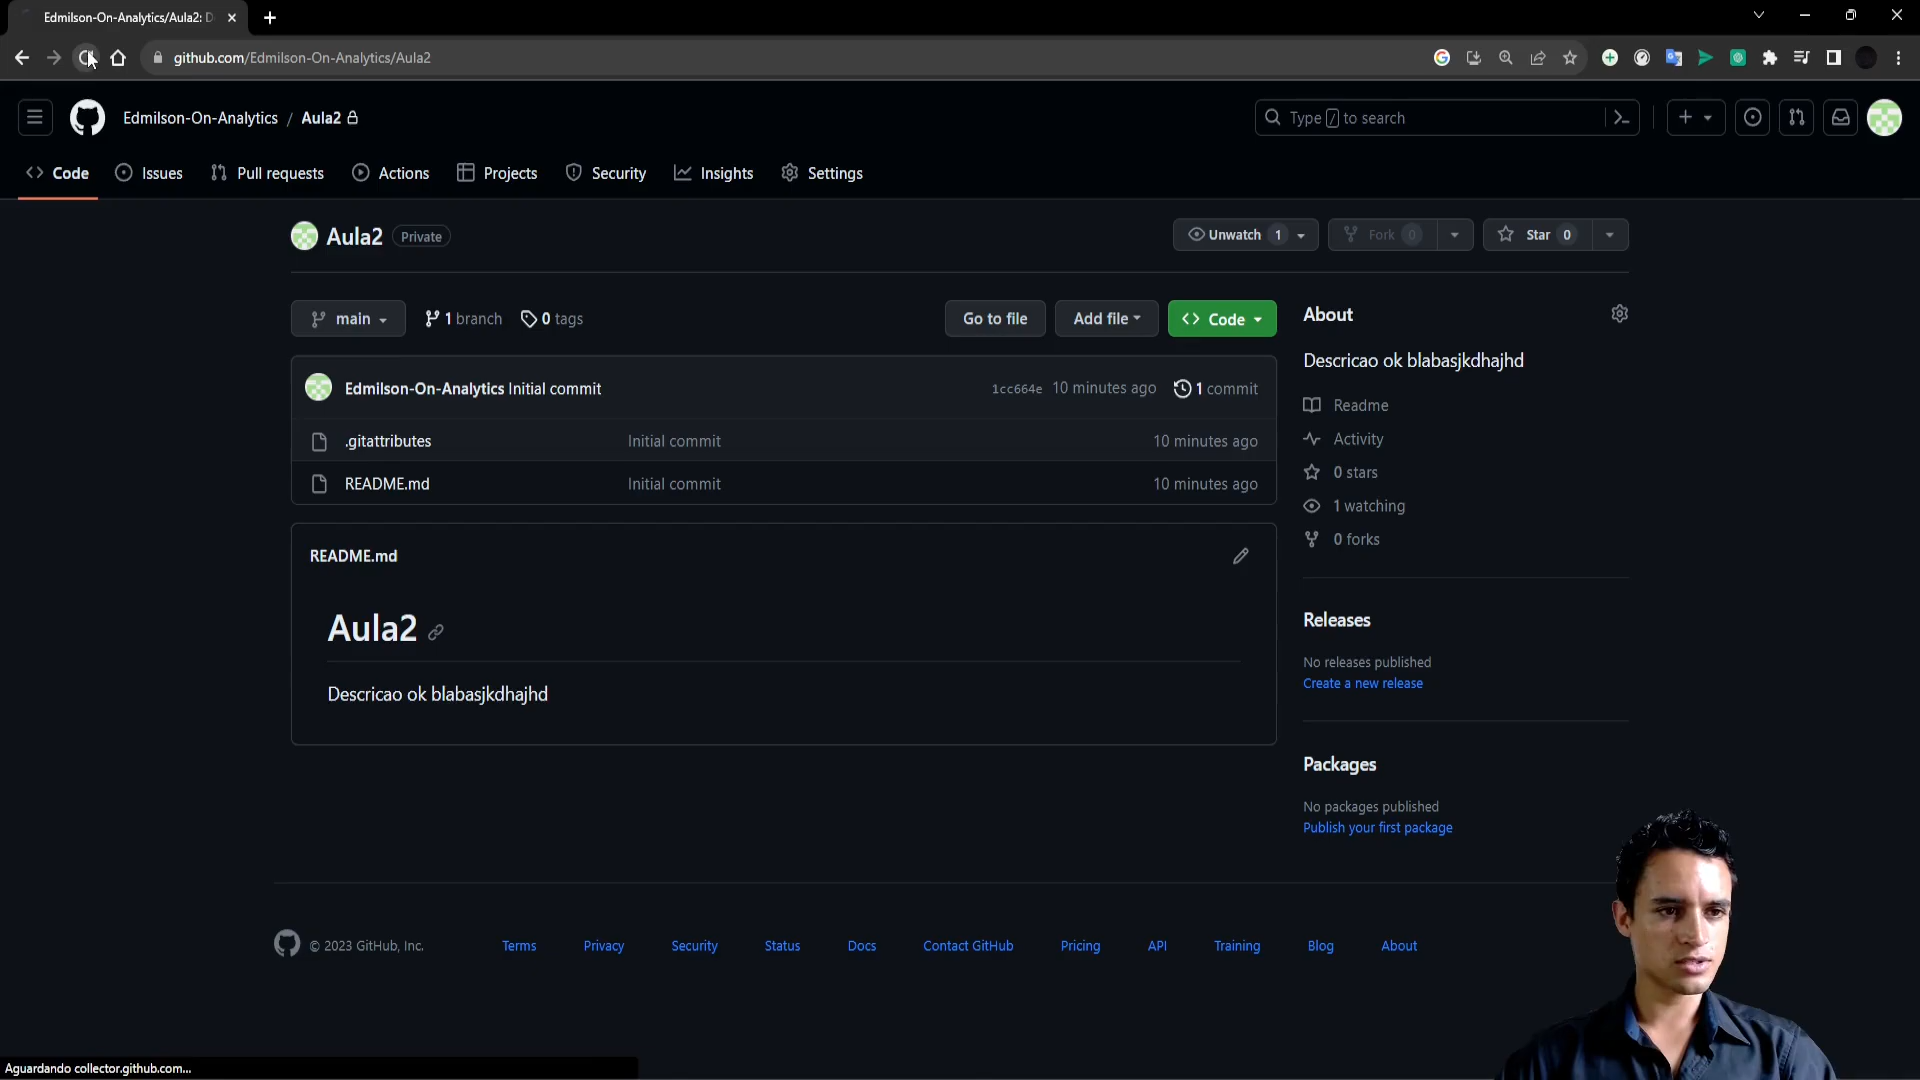 Edmilson-On-Analytics/Aula2: D
github.com/Edmilson-On-Analytics/Aula2
Edmilson-On-Analytics / Aula2
Type / to search
Code
Issues
Pull requests
Actions
Projects
Security
Insights
Settings
Aula2 Private
Unwatch 1
Fork 0
Star 0
main
1 branch
0 tags
Go to file
Add file
Code
Edmilson-On-Analytics Initial commit 1cc664e 10 minutes ago 1 commit
.gitattributes Initial commit 10 minutes ago
README.md Initial commit 10 minutes ago
README.md
Aula2
Descricao ok blabasjkdhajhd
About
Descricao ok blabasjkdhajhd
Readme
Activity
0 stars
1 watching
0 forks
Releases
No releases published
Create a new release
Packages
No packages published
Publish your first package
© 2023 GitHub, Inc. Terms Privacy Security Status Docs Contact GitHub Pricing API Training Blog About
Aguardando collector.github.com...